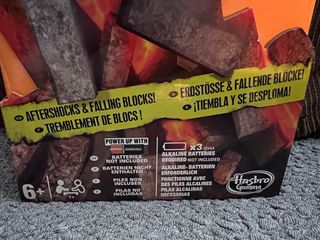 AFTERSHOCKS & FALLING BLOCKS!
TREMBLEMENT DE BLOCS !
ERDSTÖSSE & FALLENDE BLÖCKE!
¡TIEMBLA Y SE DESPLOMA!
POWER UP WITH
DURACELL
BATTERIES
NOT INCLUDED
BATTERIEN NICHT
ENTHALTEN
PILES NON
INCLUSES
PILAS NO
INCLUIDAS
x3
ALKALINE BATTERIES
REQUIRED NOT INCLUDED
ALKALINE-BATTERIEN
ERFORDERLICH
FONCTIONNE AVEC
DES PILES ALCALINES
PILAS ALCALINAS
NECESARIAS
6+
Hasbro
Gaming